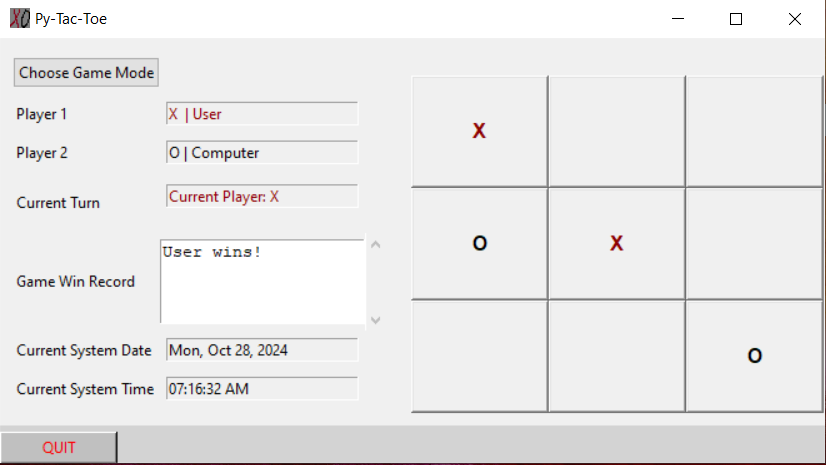 XO Py-Tac-Toe
Choose Game Mode
Player 1 X | User
Player 2 O | Computer
Current Turn Current Player: X
Game Win Record User wins!
Current System Date Mon, Oct 28, 2024
Current System Time 07:16:32 AM
X
O X
O
QUIT